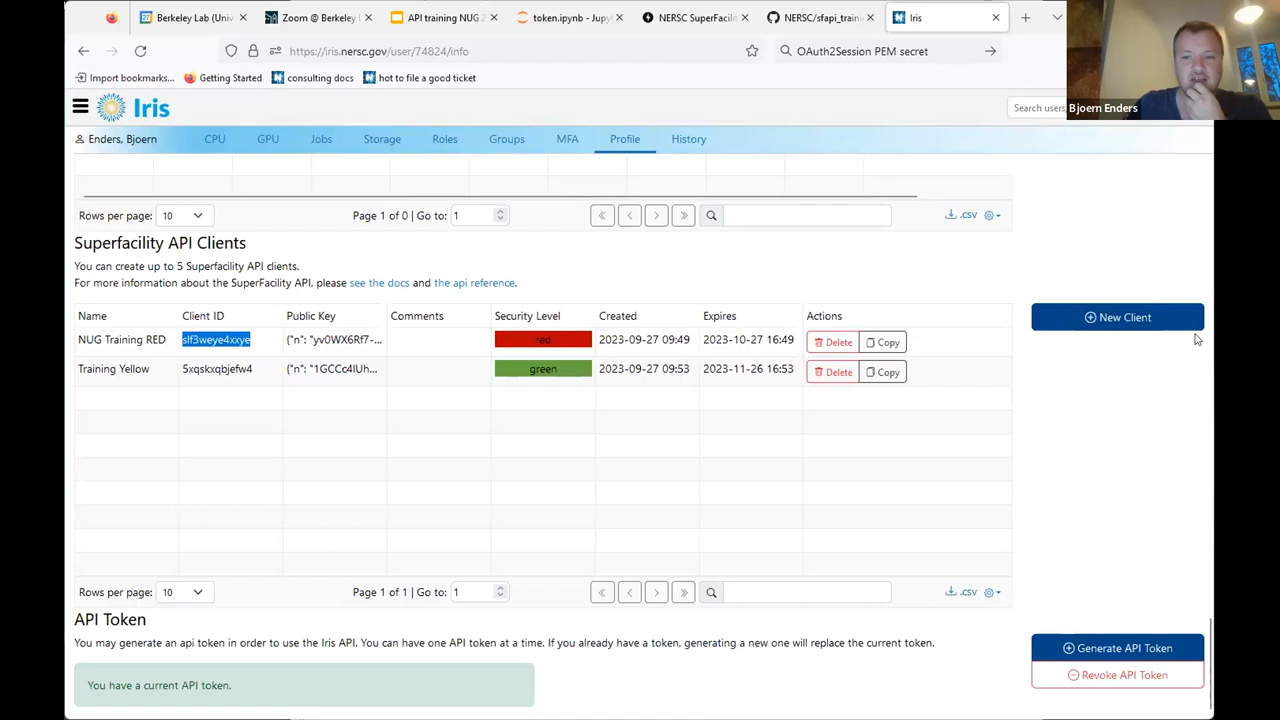 Berkeley Lab (Univ
Zoom @ Berkeley L
API training NUG 2
token.ipynb - Jupyt
NERSC SuperFacilit
NERSC/sfapi_traini
Iris
https://iris.nersc.gov/user/74824/info
OAuth2Session PEM secret
Import bookmarks...
Getting Started
consulting docs
hot to file a good ticket
Bjoern Enders
Iris
Search users
Enders, Bjoern
CPU
GPU
Jobs
Storage
Roles
Groups
MFA
Profile
History
Rows per page: 10
Page 1 of 0 | Go to: 1
.csv
Superfacility API Clients
You can create up to 5 Superfacility API clients.
For more information about the SuperFacility API, please see the docs and the api reference.
Name Client ID Public Key Comments Security Level Created Expires Actions
New Client
NUG Training RED slf3weye4xxye {"n": "yv0WX6Rf7-... red 2023-09-27 09:49 2023-10-27 16:49 Delete Copy
Training Yellow 5xqskxqbjefw4 {"n": "1GCCc4IUh... green 2023-09-27 09:53 2023-11-26 16:53 Delete Copy
Rows per page: 10
Page 1 of 1 | Go to: 1
.csv
API Token
You may generate an api token in order to use the Iris API. You can have one API token at a time. If you already have a token, generating a new one will replace the current token.
Generate API Token
Revoke API Token
You have a current API token.